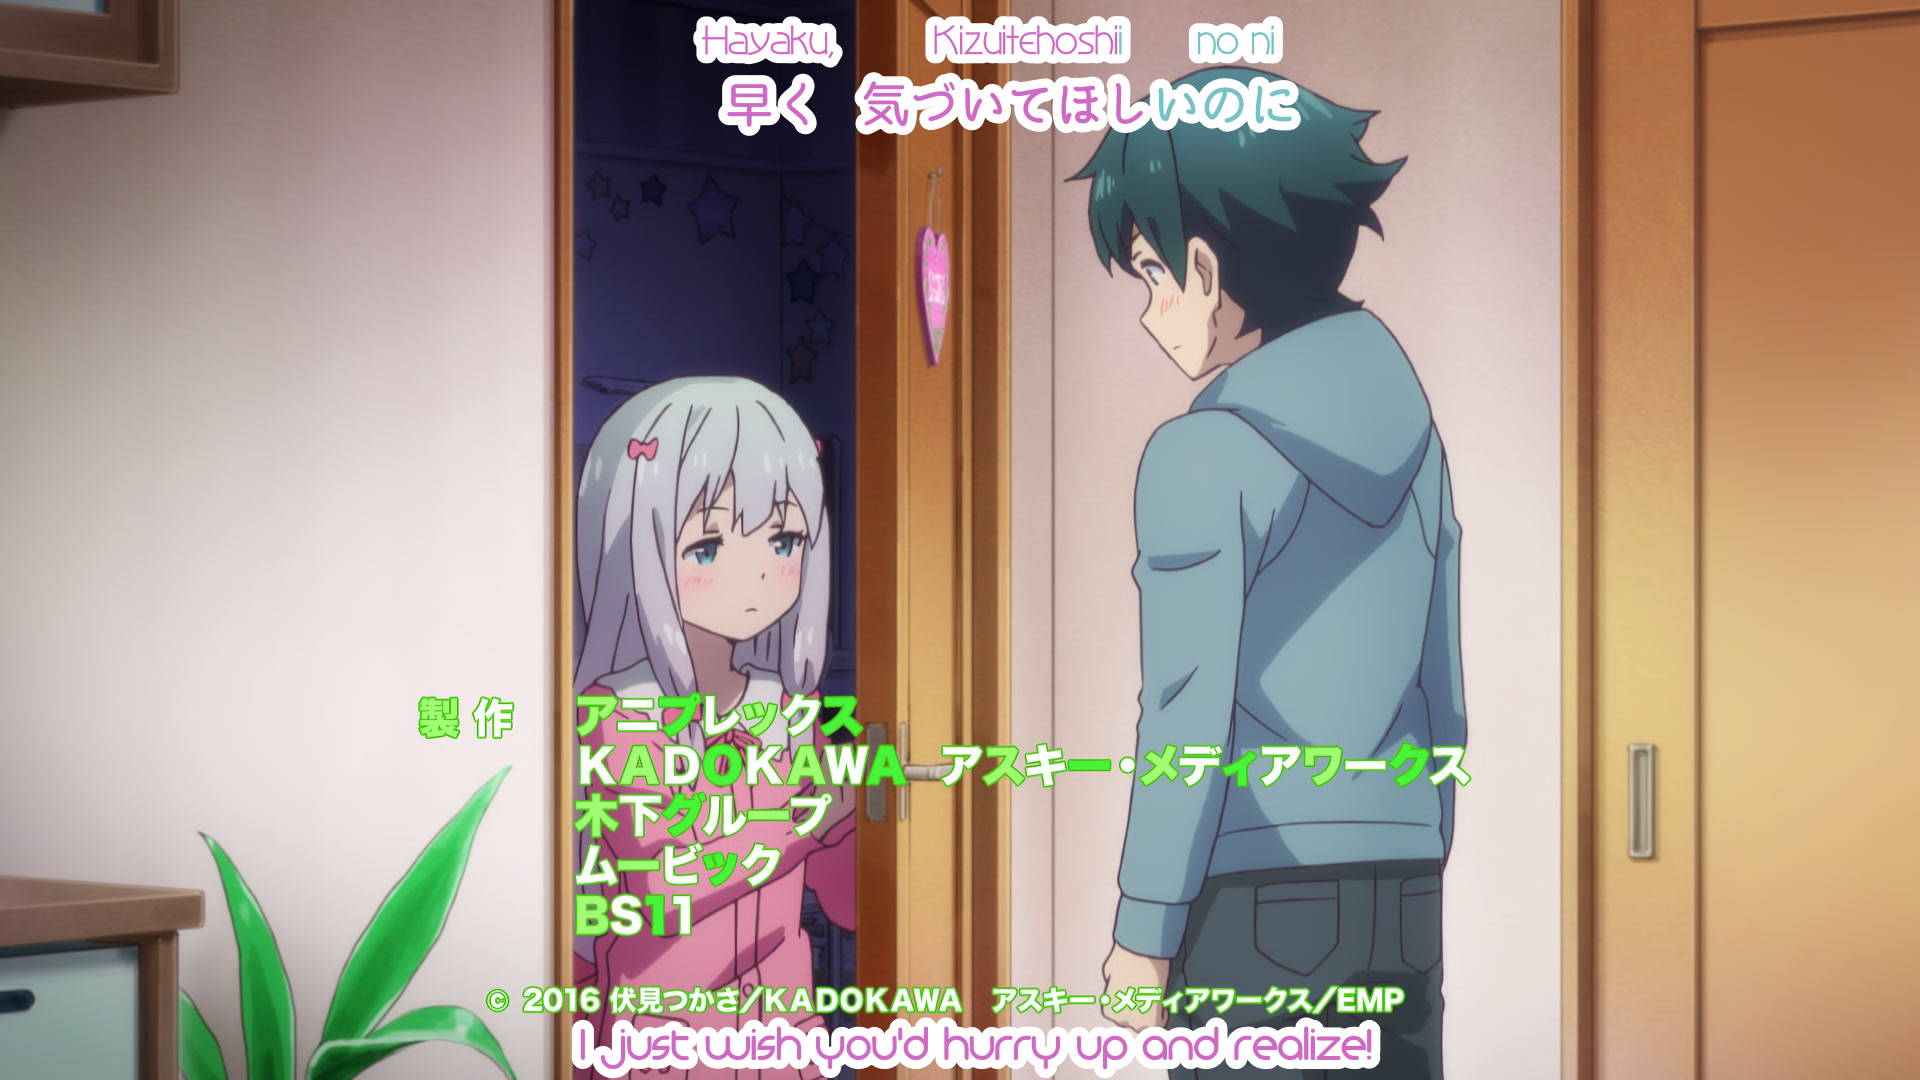 Hayaku, Kizuitehoshii no ni
早く 気づいてほしいのに
製作 アニプレックス
KADOKAWA アスキー・メディアワークス
木下グループ
ムービック
BS11
© 2016 伏見つかさ／KADOKAWA アスキー・メディアワークス／EMP
I just wish you'd hurry up and realize!